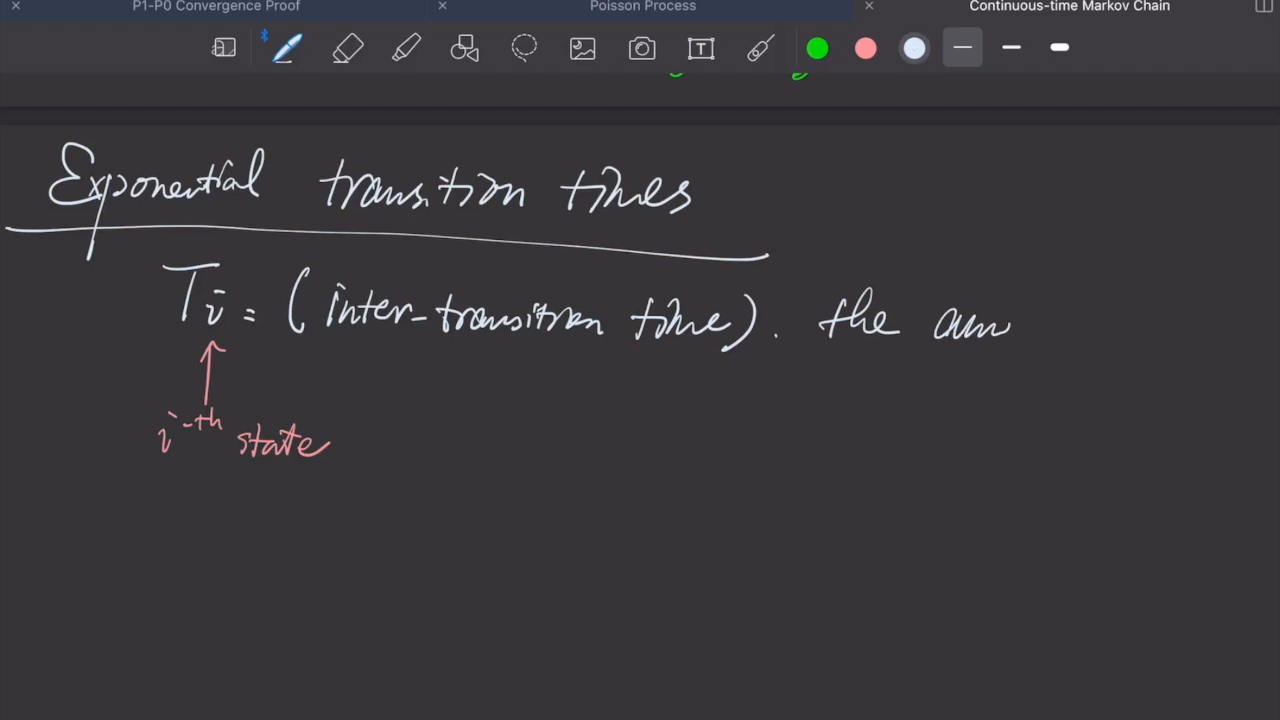 P1-P0 Convergence Proof Poisson Process Continuous-time Markov Chain
Exponential transition times
Ti = (inter-transition time). the amo
i-th state